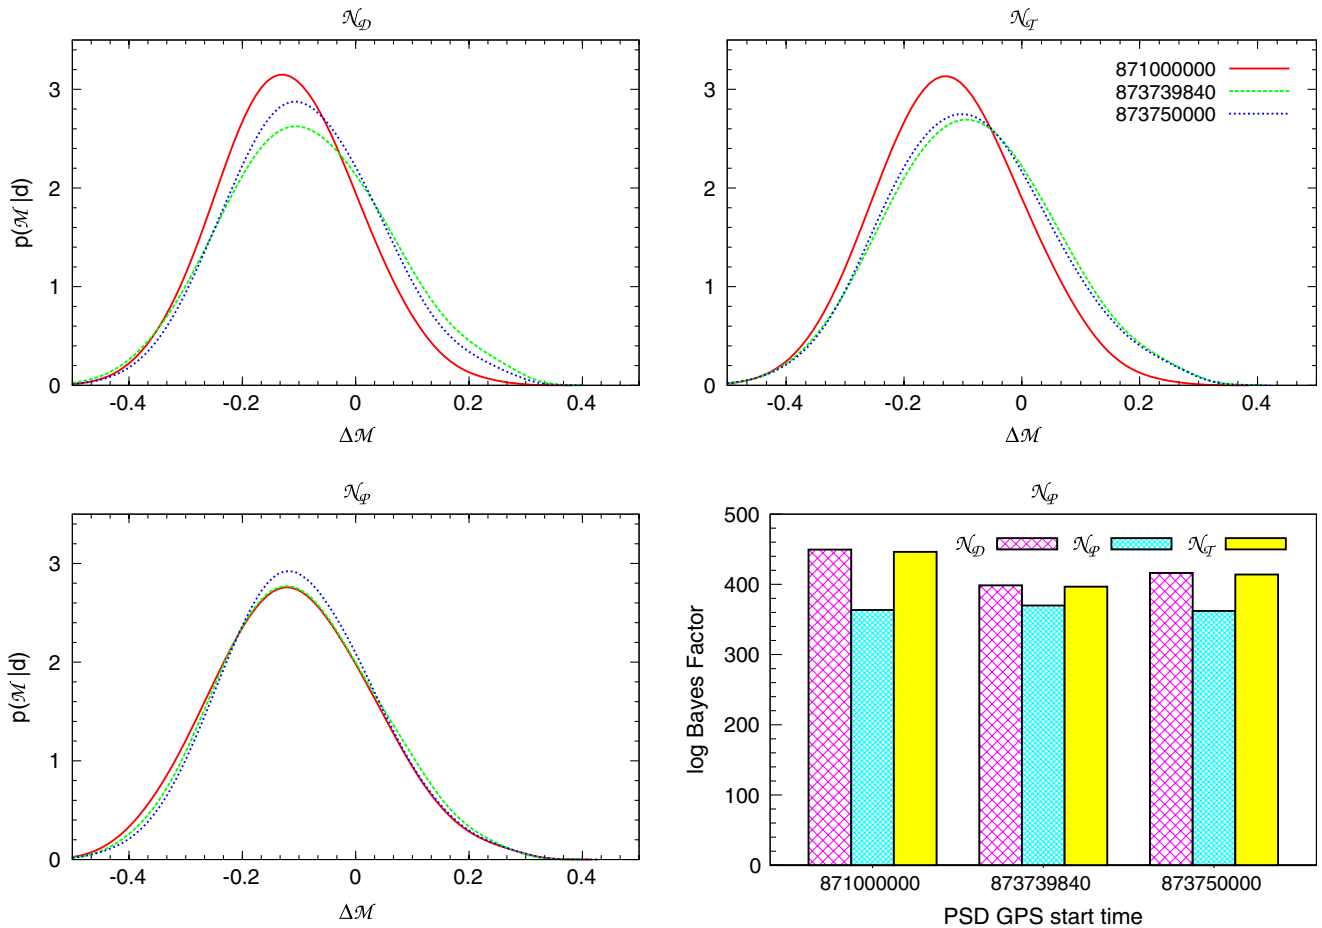 𝒩𝒟
3
2
1
0
p(ℳ |d)
-0.4 -0.2 0 0.2 0.4
Δℳ
𝒩𝒯
871000000
873739840
873750000
3
2
1
0
-0.4 -0.2 0 0.2 0.4
Δℳ
𝒩𝒫
3
2
1
0
p(ℳ |d)
-0.4 -0.2 0 0.2 0.4
Δℳ
𝒩𝒫
𝒩𝒟 𝒩𝒫 𝒩𝒯
500
400
300
200
100
0
log Bayes Factor
871000000 873739840 873750000
PSD GPS start time